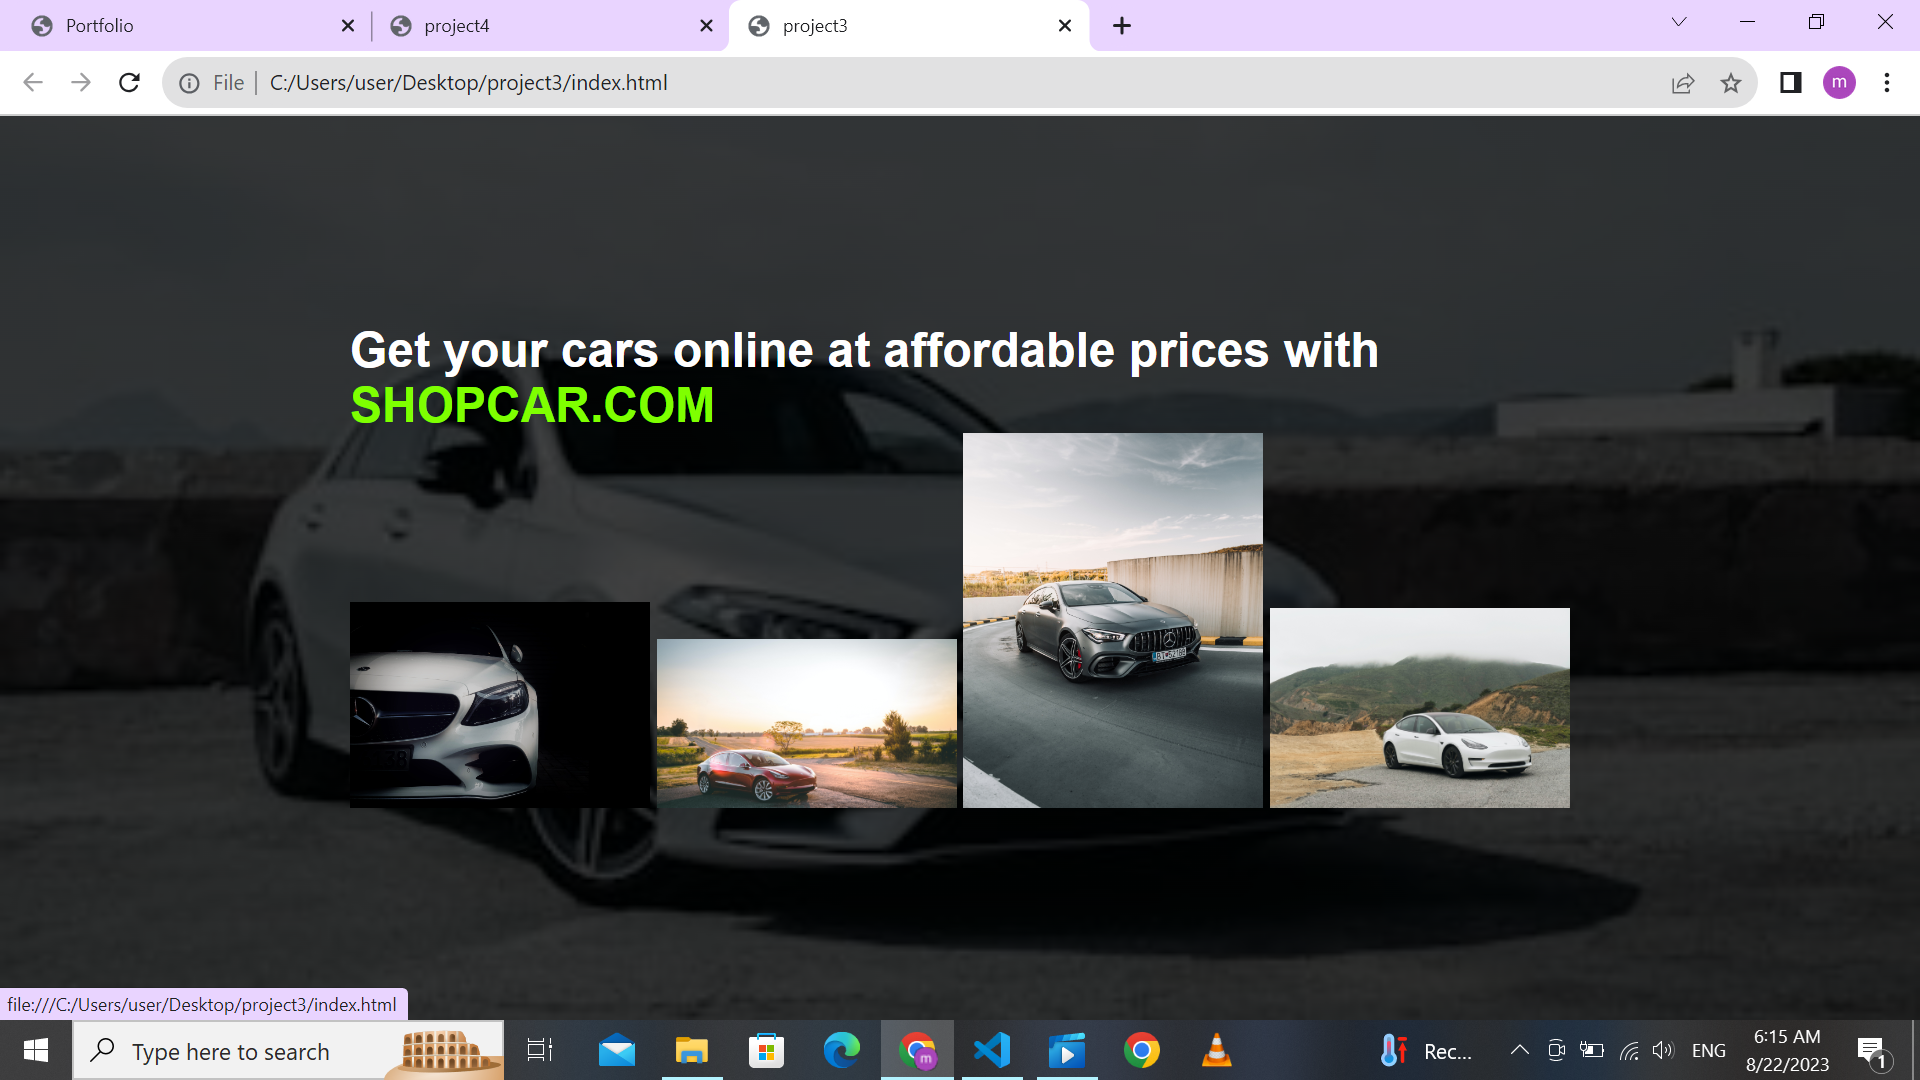 Portfolio
project4
project3
File
C:/Users/user/Desktop/project3/index.html
m
Get your cars online at affordable prices with
SHOPCAR.COM
file:///C:/Users/user/Desktop/project3/index.html
Type here to search
m
Rec...
ENG
6:15 AM
8/22/2023
1